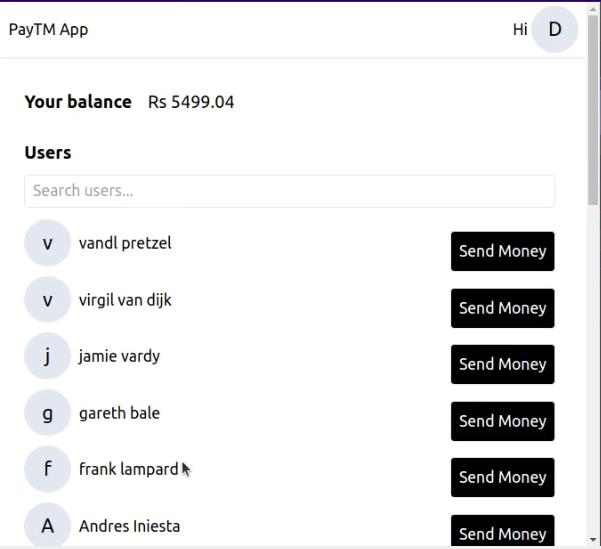 PayTM App Hi D
Your balance Rs 5499.04
Users
Search users...
v vandl pretzel Send Money
v virgil van dijk Send Money
j jamie vardy Send Money
g gareth bale Send Money
f frank lampard Send Money
A Andres Iniesta Send Money